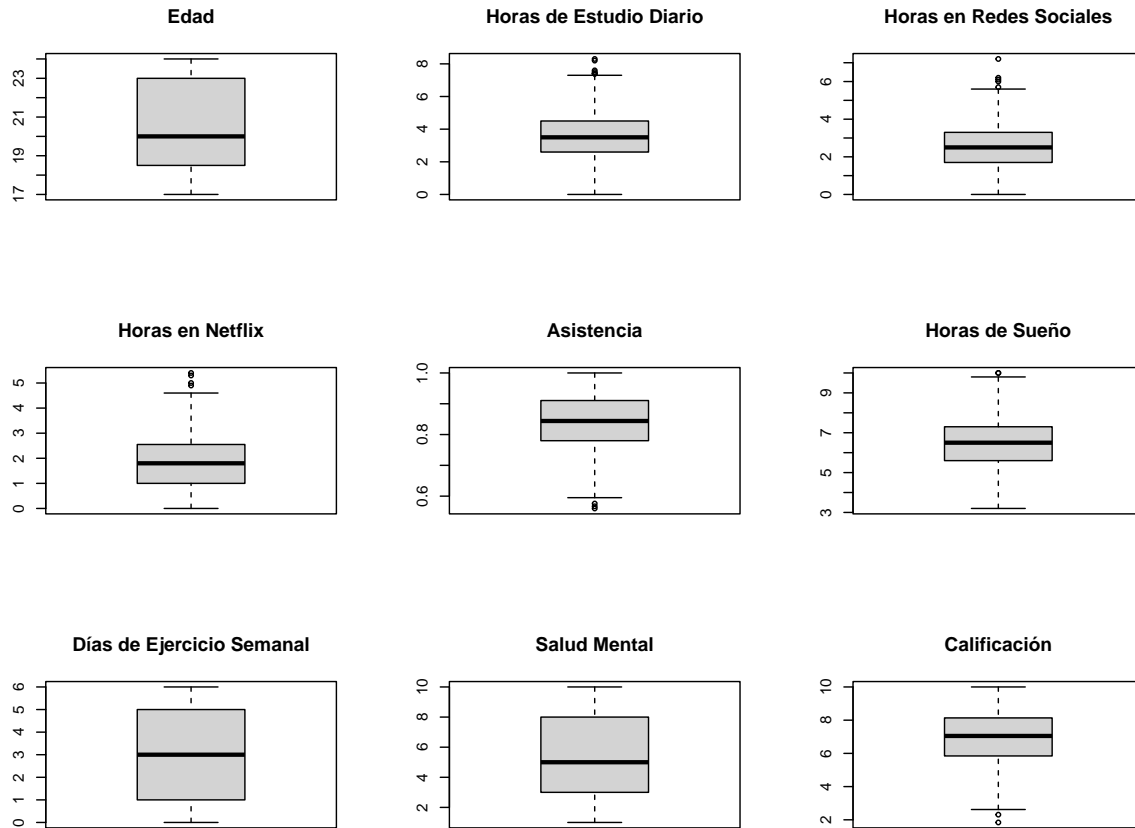 Edad
17 19 21 23
Horas de Estudio Diario
0 2 4 6 8
Horas en Redes Sociales
0 2 4 6
Horas en Netflix
0 1 2 3 4 5
Asistencia
0.6 0.8 1.0
Horas de Sueño
3 5 7 9
Días de Ejercicio Semanal
0 1 2 3 4 5 6
Salud Mental
2 4 6 8 10
Calificación
2 4 6 8 10